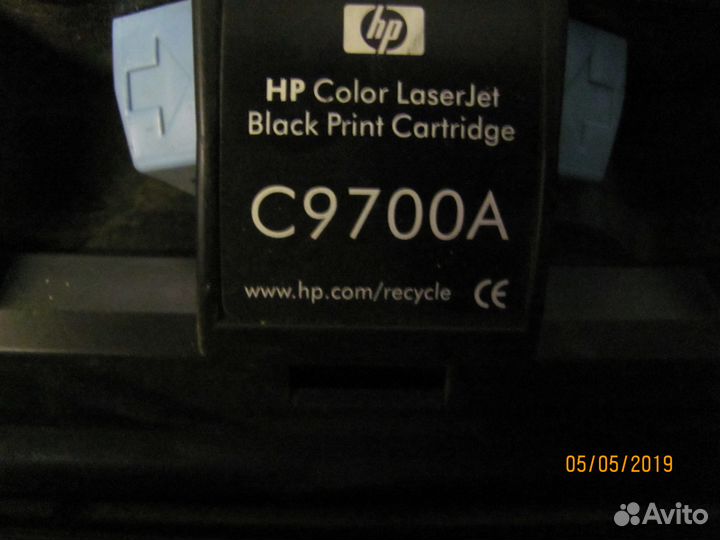 hp
HP Color LaserJet
Black Print Cartridge
C9700A
www.hp.com/recycle CE
05/05/2019
Avito